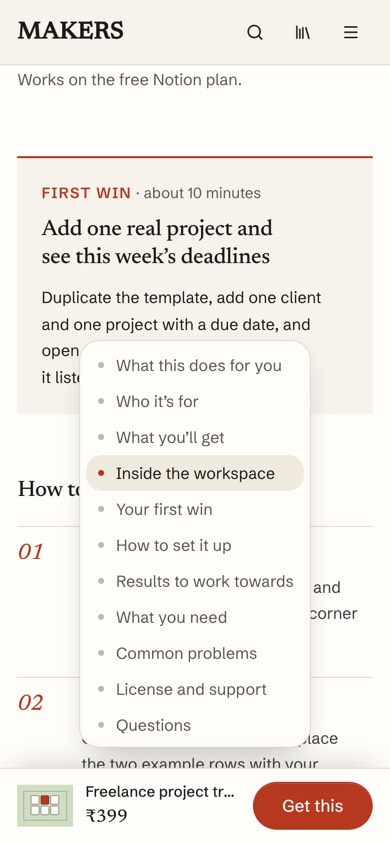 MAKERS
Works on the free Notion plan.
FIRST WIN · about 10 minutes
Add one real project and
see this week’s deadlines
Duplicate the template, add one client
and one project with a due date, and
open
it liste
What this does for you
Who it’s for
What you’ll get
Inside the workspace
Your first win
How to set it up
Results to work towards
What you need
Common problems
License and support
Questions
How to
01
and
corner
02
place
the two example rows with your
Freelance project tr...
₹399
Get this